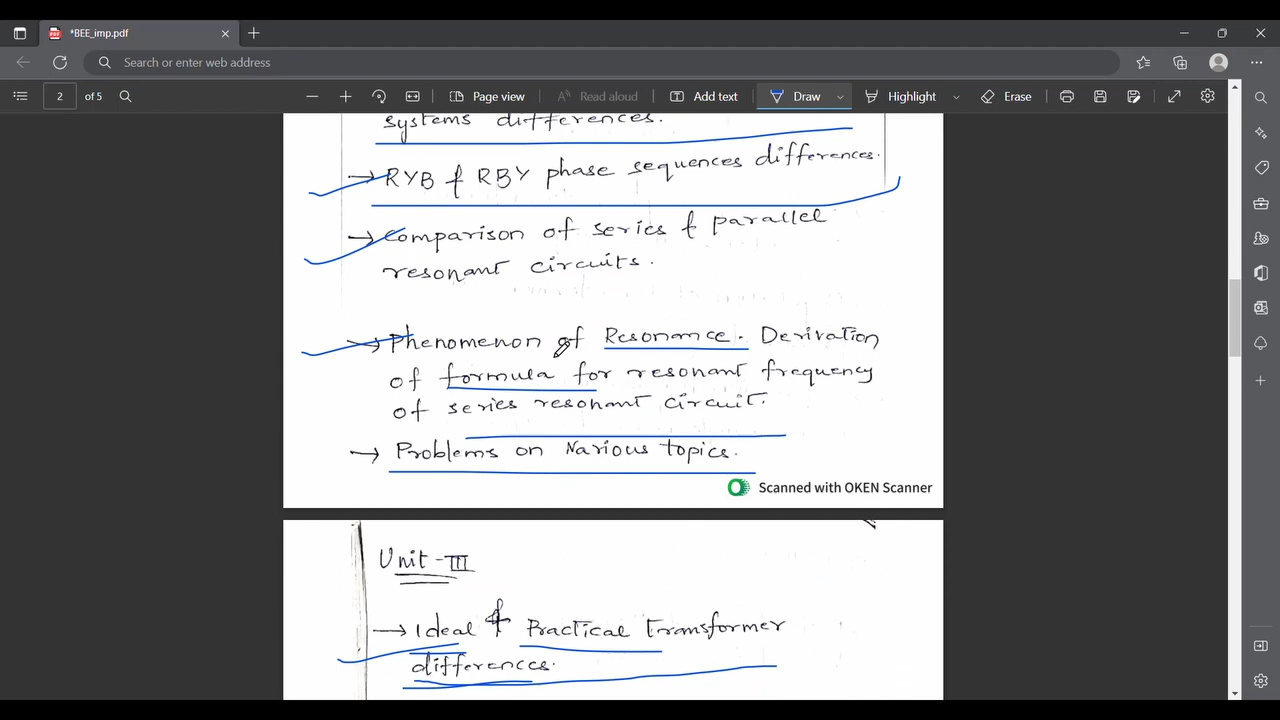 *BEE_imp.pdf
Search or enter web address
2 of 5
Page view
Read aloud
Add text
Draw
Highlight
Erase
systems differences.
→ RYB & RBY phase sequences differences.
→ Comparison of series & parallel
resonant circuits.
→ Phenomenon of Resonance. Derivation
of formula for resonant frequency
of series resonant circuit.
→ Problems on Various topics.
Scanned with OKEN Scanner
Unit-III
→ Ideal & Practical Transformer
differences.